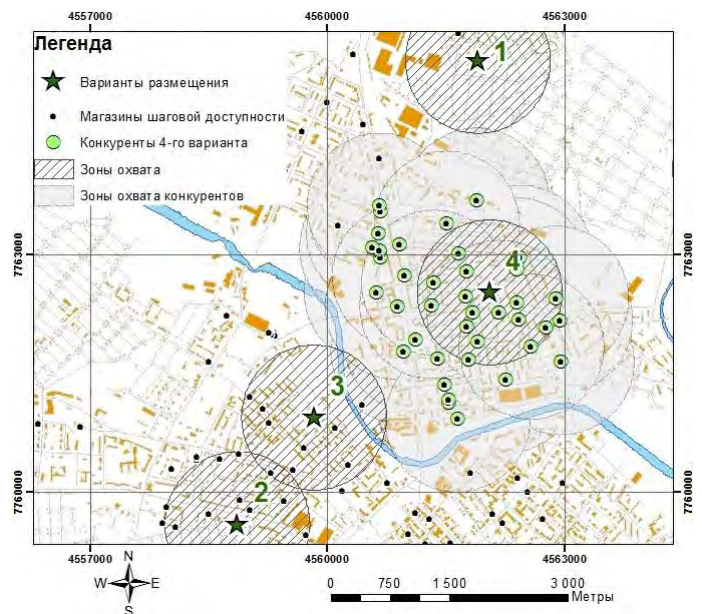 4557000 4560000 4563000
Легенда
Варианты размещения
Магазины шаговой доступности
Конкуренты 4-го варианта
Зоны охвата
Зоны охвата конкурентов
1
7763000 7763000
4
3
2
7760000 7760000
4557000 4560000 4563000
N
W E
S
0 750 1 500 3 000
Метры